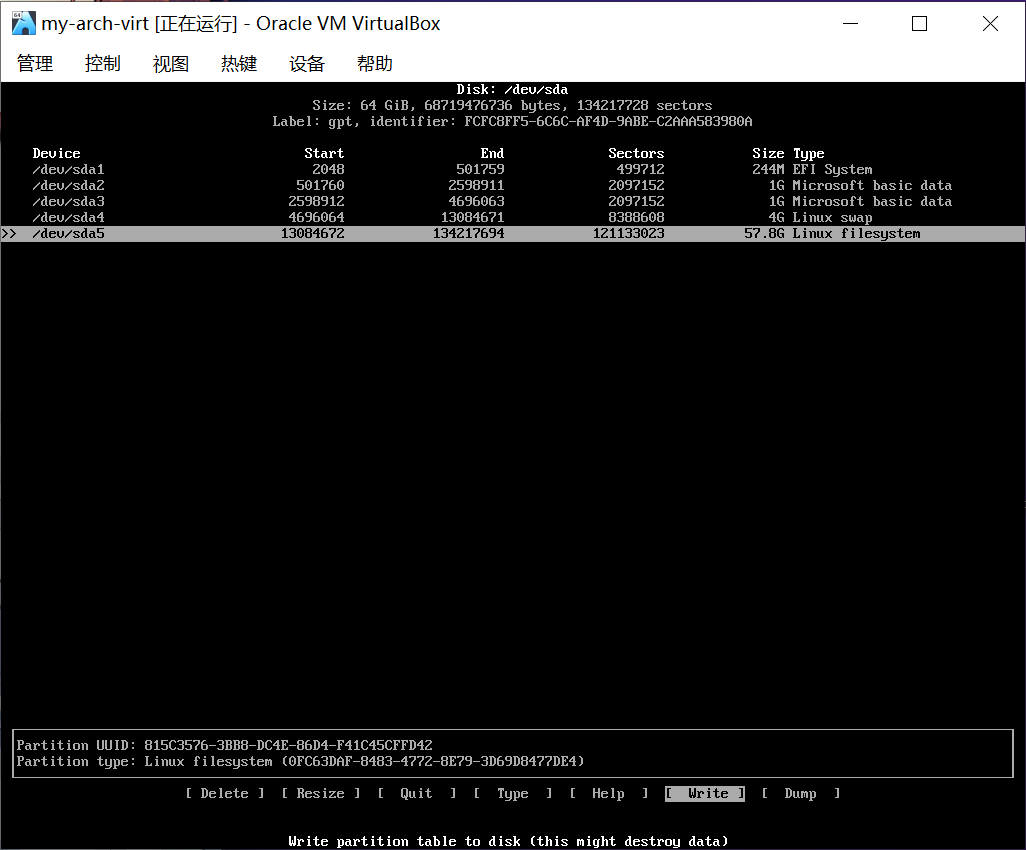 my-arch-virt [正在运行] - Oracle VM VirtualBox
管理 控制 视图 热键 设备 帮助
Disk: /dev/sda
Size: 64 GiB, 68719476736 bytes, 134217728 sectors
Label: gpt, identifier: FCFC8FF5-6C6C-AF4D-9ABE-C2AAA583980A
Device Start End Sectors Size Type
/dev/sda1 2048 501759 499712 244M EFI System
/dev/sda2 501760 2598911 2097152 1G Microsoft basic data
/dev/sda3 2598912 4696063 2097152 1G Microsoft basic data
/dev/sda4 4696064 13084671 8388608 4G Linux swap
>> /dev/sda5 13084672 134217694 121133023 57.8G Linux filesystem
Partition UUID: 815C3576-3BB8-DC4E-86D4-F41C45CFFD42
Partition type: Linux filesystem (0FC63DAF-8483-4772-8E79-3D69D8477DE4)
[ Delete ] [ Resize ] [ Quit ] [ Type ] [ Help ] [ Write ] [ Dump ]
Write partition table to disk (this might destroy data)